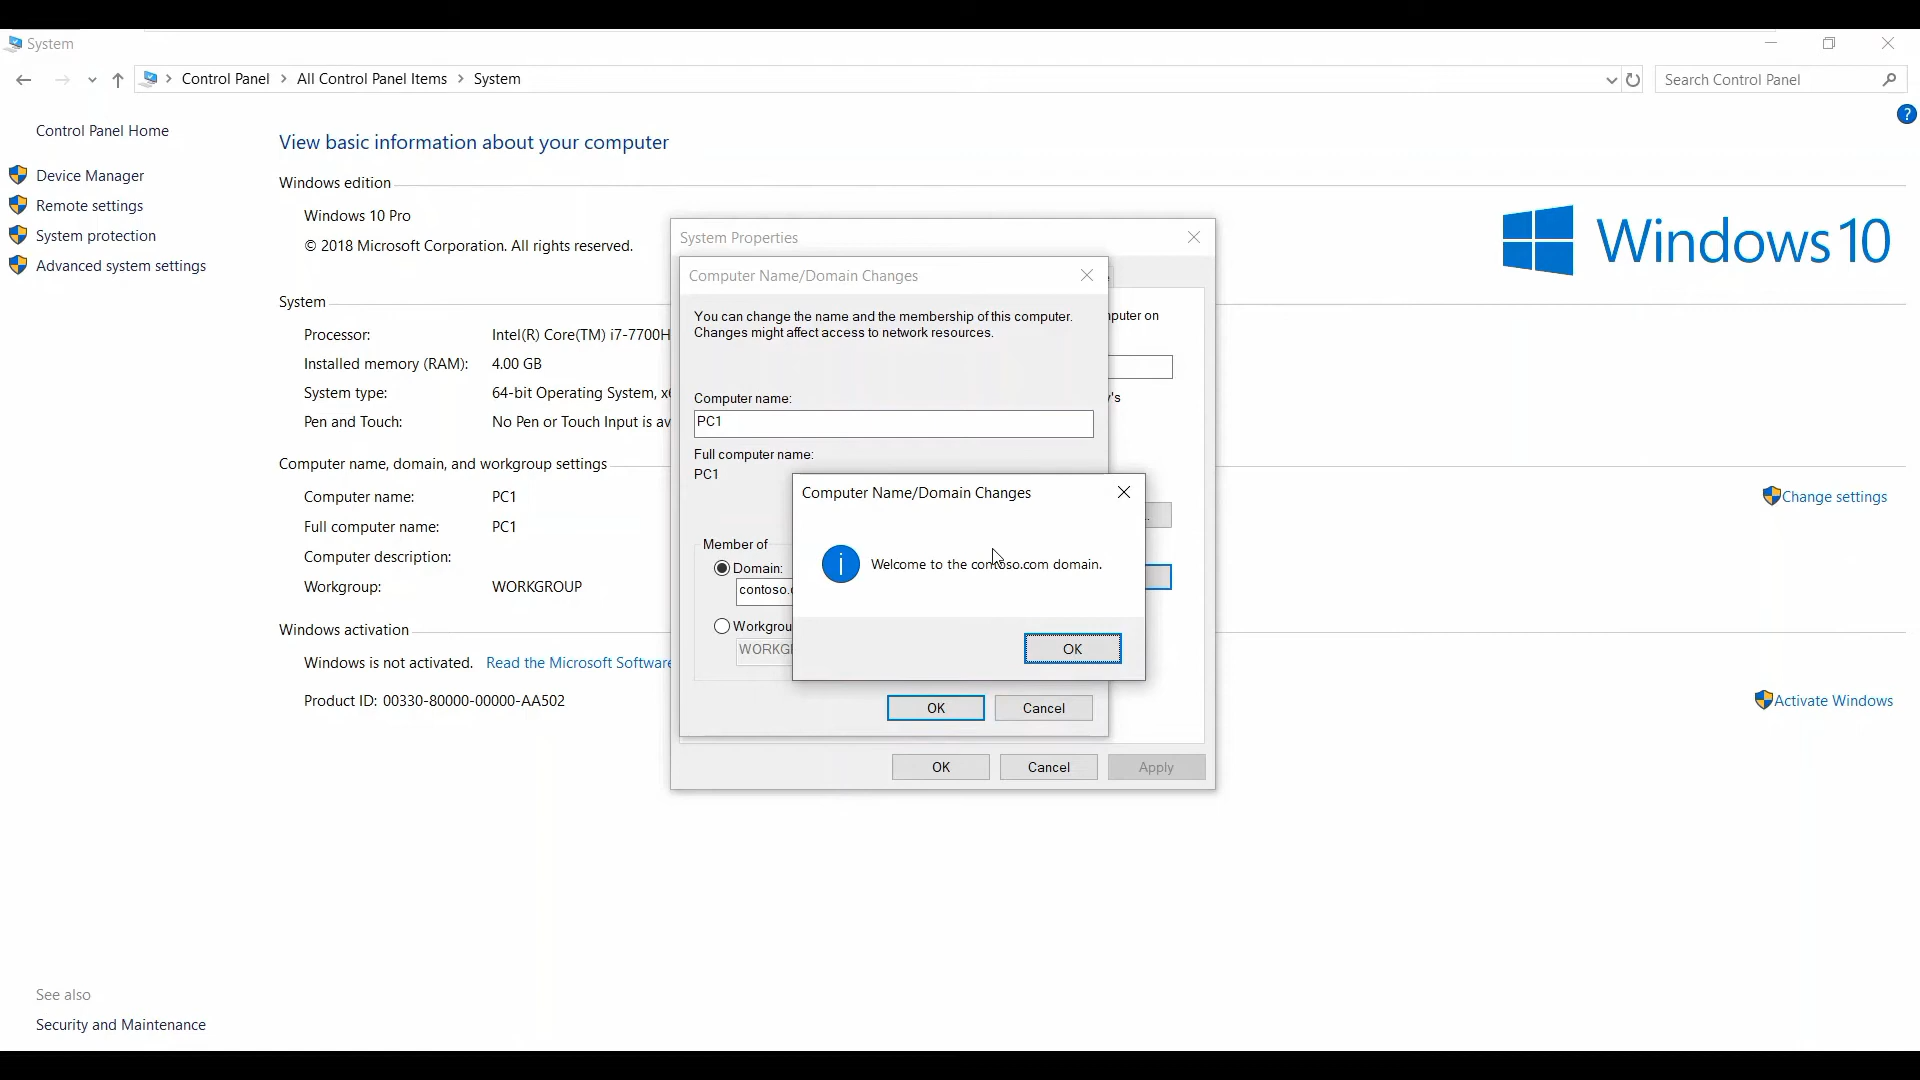 System
Control Panel > All Control Panel Items > System
Search Control Panel
?
Control Panel Home
Device Manager
Remote settings
System protection
Advanced system settings
View basic information about your computer
Windows edition
Windows 10 Pro
© 2018 Microsoft Corporation. All rights reserved.
Windows 10
System
Processor: Intel(R) Core(TM) i7-7700H
Installed memory (RAM): 4.00 GB
System type: 64-bit Operating System,
Pen and Touch: No Pen or Touch Input is av
Computer name, domain, and workgroup settings
Computer name: PC1
Full computer name: PC1
Computer description:
Workgroup: WORKGROUP
Change settings
Windows activation
Windows is not activated. Read the Microsoft Software
Product ID: 00330-80000-00000-AA502
Activate Windows
System Properties
puter on
's
Computer Name/Domain Changes
You can change the name and the membership of this computer.
Changes might affect access to network resources.
Computer name:
PC1
Full computer name:
PC1
Member of
Domain:
contoso.
Workgrou
WORKG
OK Cancel
Computer Name/Domain Changes
Welcome to the contoso.com domain.
OK
OK Cancel Apply
See also
Security and Maintenance